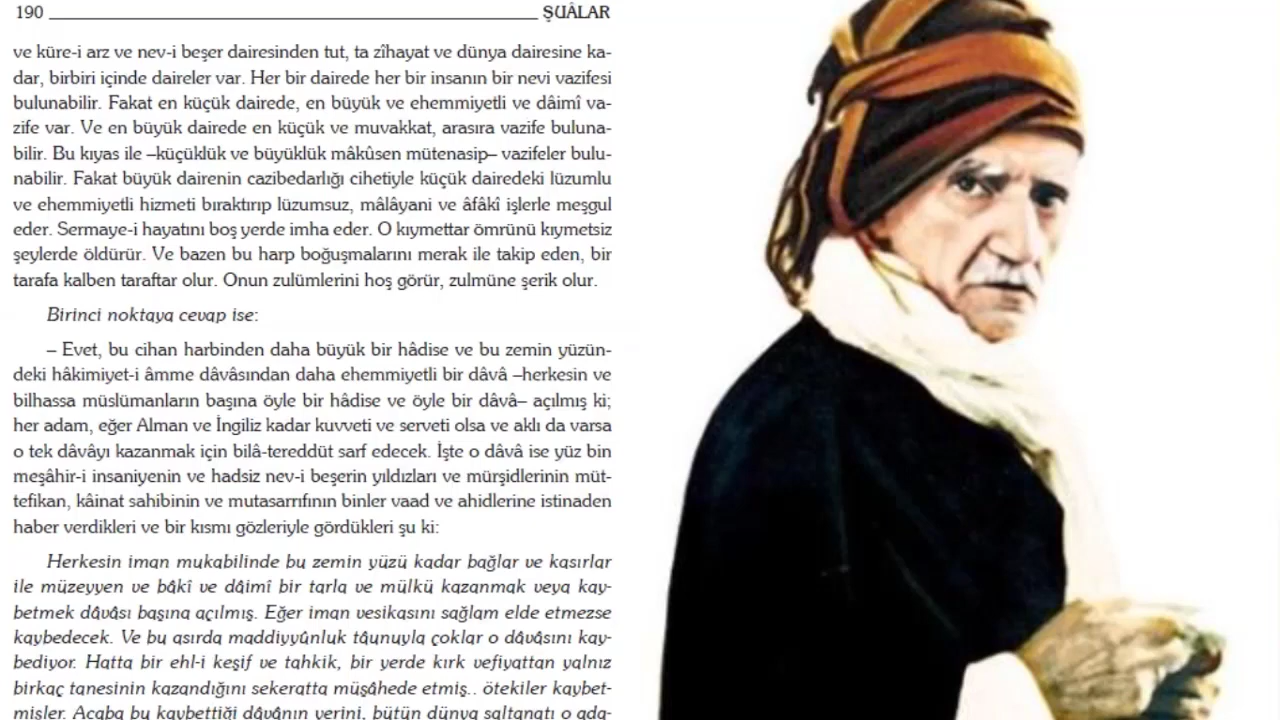 190 ŞUÂLAR
ve küre-i arz ve nev-i beşer dairesinden tut, ta zîhayat ve dünya dairesine ka-
dar, birbiri içinde daireler var. Her bir dairede her bir insanın bir nevi vazifesi
bulunabilir. Fakat en küçük dairede, en büyük ve ehemmiyetli ve dâimî va-
zife var. Ve en büyük dairede en küçük ve muvakkat, arasıra vazife buluna-
bilir. Bu kıyas ile –küçüklük ve büyüklük mâkûsen mütenasip– vazifeler bulu-
nabilir. Fakat büyük dairenin cazibedarlığı cihetiyle küçük dairedeki lüzumlu
ve ehemmiyetli hizmeti bıraktırıp lüzumsuz, mâlâyani ve âfâkî işlerle meşgul
eder. Sermaye-i hayatını boş yerde imha eder. O kıymettar ömrünü kıymetsiz
şeylerde öldürür. Ve bazen bu harp boğuşmalarını merak ile takip eden, bir
tarafa kalben taraftar olur. Onun zulümlerini hoş görür, zulmüne şerik olur.
Birinci noktaya cevap ise:
– Evet, bu cihan harbinden daha büyük bir hâdise ve bu zemin yüzün-
deki hâkimiyet-i âmme dâvâsından daha ehemmiyetli bir dâvâ –herkesin ve
bilhassa müslümanların başına öyle bir hâdise ve öyle bir dâvâ– açılmış ki;
her adam, eğer Alman ve İngiliz kadar kuvveti ve serveti olsa ve aklı da varsa
o tek dâvâyı kazanmak için bilâ-tereddüt sarf edecek. İşte o dâvâ ise yüz bin
meşâhir-i insaniyenin ve hadsiz nev-i beşerin yıldızları ve mürşidlerinin müt-
tefikan, kâinat sahibinin ve mutasarrıfının binler vaad ve ahidlerine istinaden
haber verdikleri ve bir kısmı gözleriyle gördükleri şu ki:
Herkesin iman mukabilinde bu zemin yüzü kadar bağlar ve kasırlar
ile müzeyyen ve bâkî ve dâimî bir tarla ve mülkü kazanmak veya kay-
betmek dâvâsı başına açılmış. Eğer iman vesikasını sağlam elde etmezse
kaybedecek. Ve bu asırda maddiyyûnluk tâunuyla çoklar o dâvâsını kay-
bediyor. Hatta bir ehl-i keşif ve tahkik, bir yerde kırk vefiyattan yalnız
birkaç tanesinin kazandığını sekeratta müşâhede etmiş.. ötekiler kaybet-
mişler. Acaba bu kaybettiği dâvânın yerini, bütün dünya saltanatı o ada-